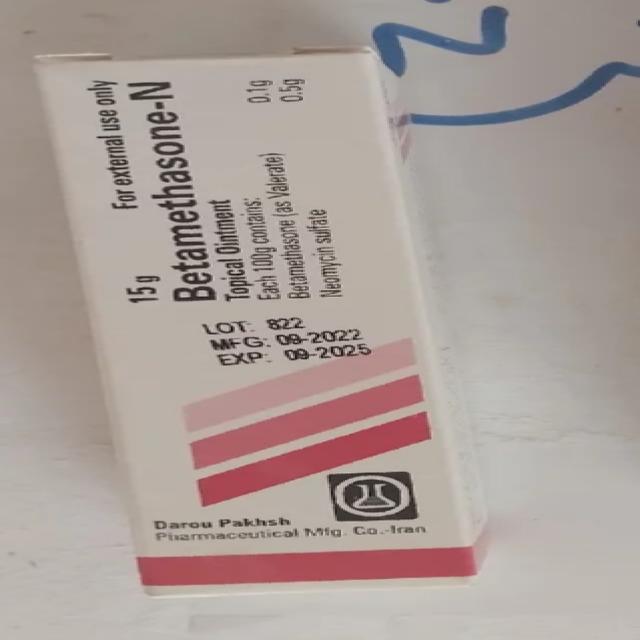 15 g
For external use only
Betamethasone-N
Topical Ointment
Each 100g contains:
Betamethasone (as Valerate) 0.1g
Neomycin sulfate 0.5g
LOT: 822
MFG: 09-2022
EXP: 09-2025
Darou Pakhsh
Pharmaceutical Mfg. Co.-Iran